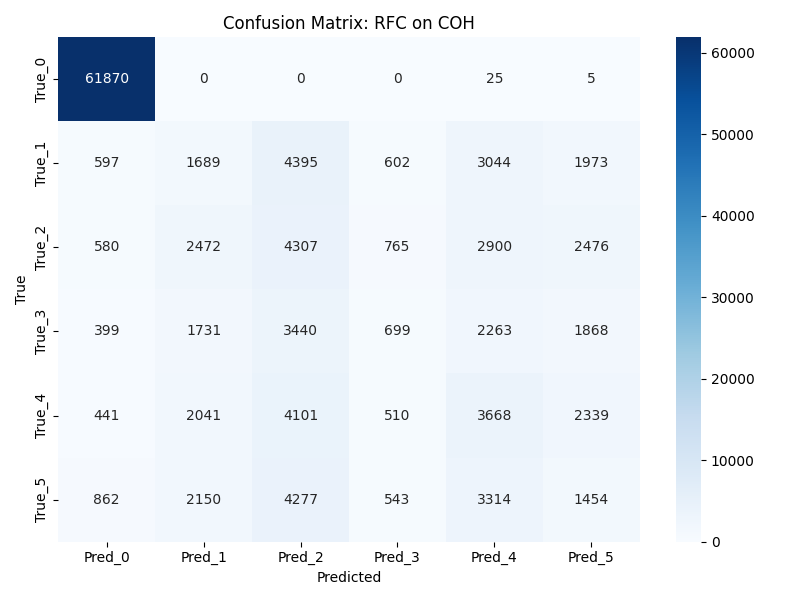 Confusion Matrix: RFC on COH
True_0 61870 0 0 0 25 5
True_1 597 1689 4395 602 3044 1973
True_2 580 2472 4307 765 2900 2476
True_3 399 1731 3440 699 2263 1868
True_4 441 2041 4101 510 3668 2339
True_5 862 2150 4277 543 3314 1454
Pred_0 Pred_1 Pred_2 Pred_3 Pred_4 Pred_5
Predicted
True
60000
50000
40000
30000
20000
10000
0